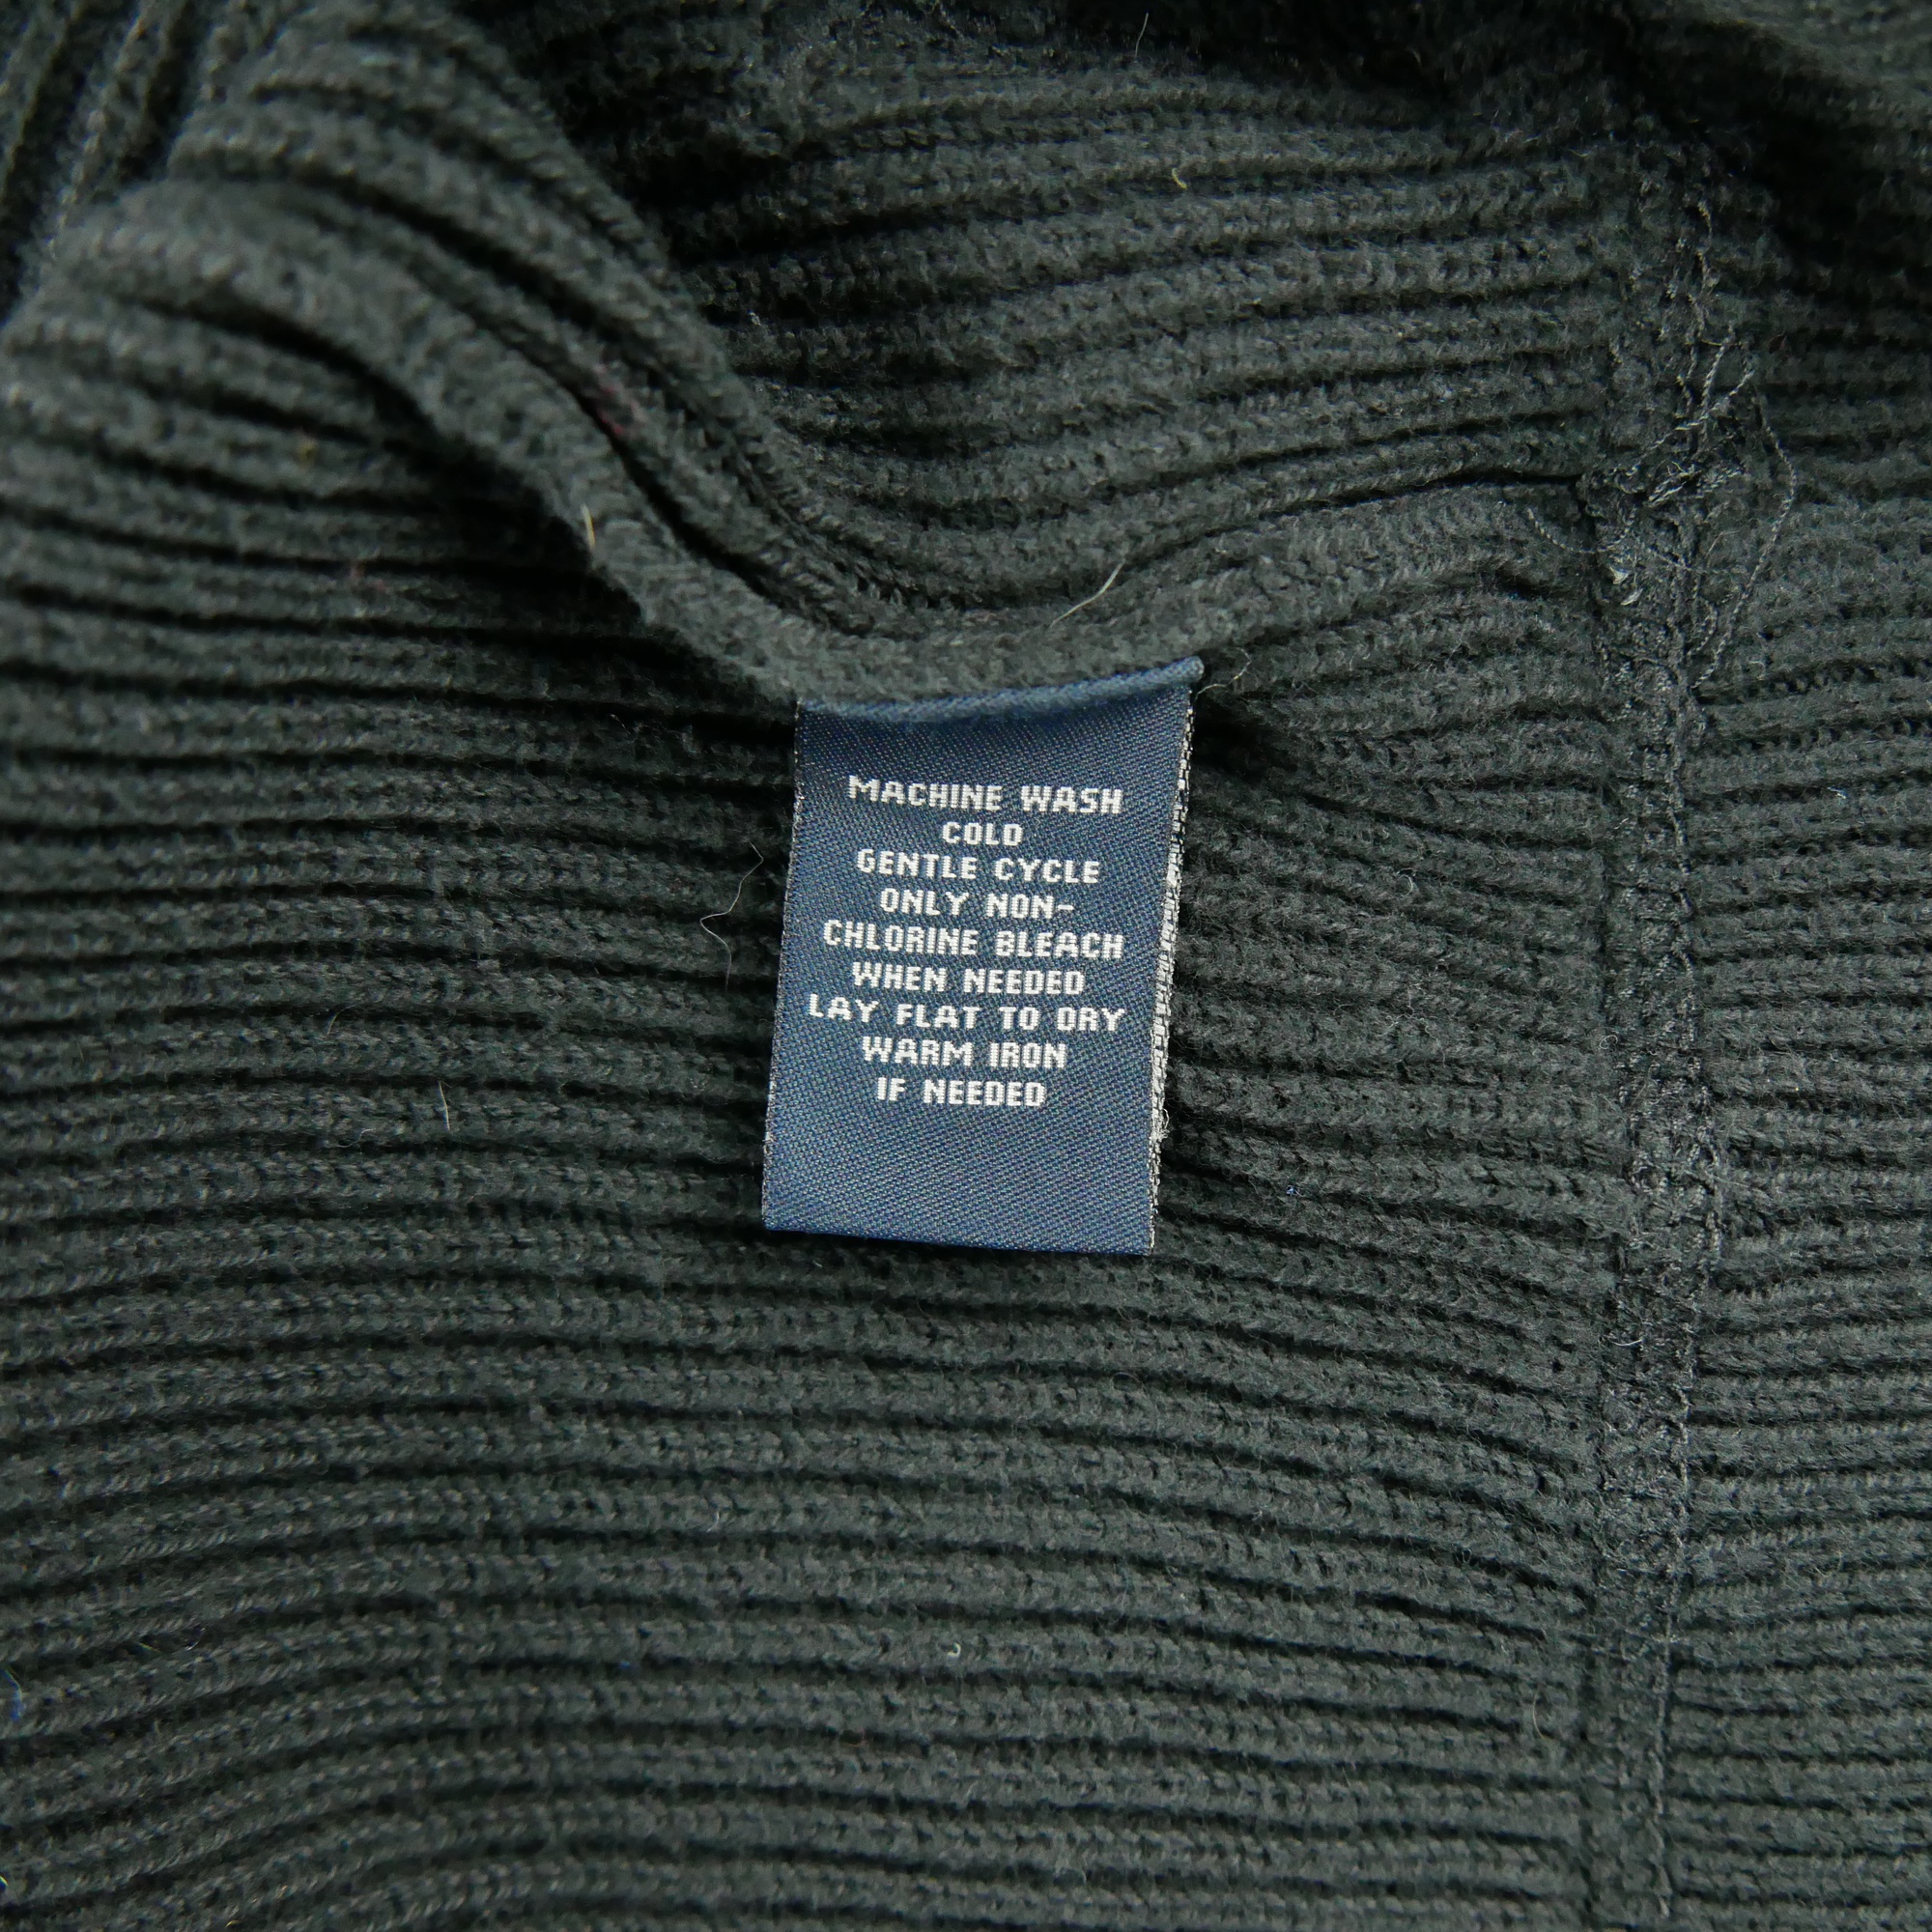 MACHINE WASH
COLD
GENTLE CYCLE
ONLY NON-
CHLORINE BLEACH
WHEN NEEDED
LAY FLAT TO DRY
WARM IRON
IF NEEDED